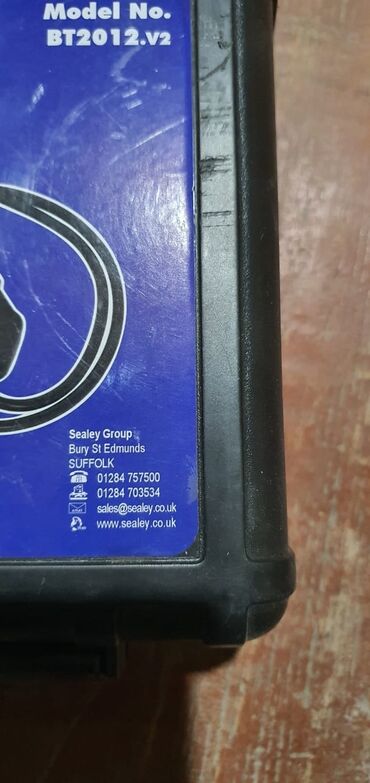 Model No.
BT2012.V2
Sealey Group
Bury St Edmunds
SUFFOLK
01284 757500
01284 703534
sales@sealey.co.uk
www.sealey.co.uk